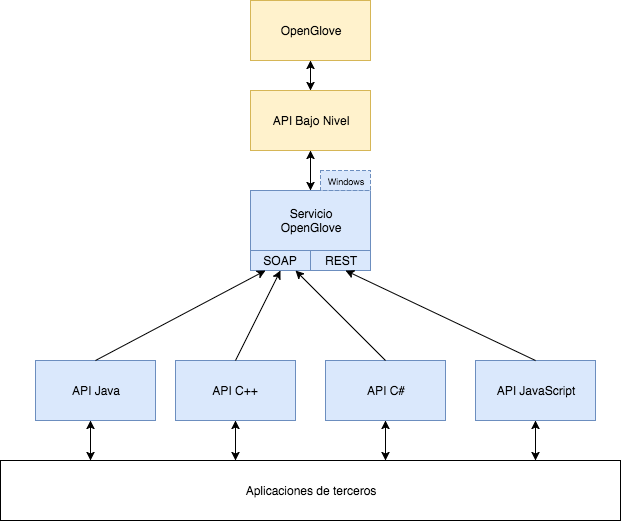 OpenGlove
API Bajo Nivel
Windows
Servicio
OpenGlove
SOAP
REST
API Java
API C++
API C#
API JavaScript
Aplicaciones de terceros